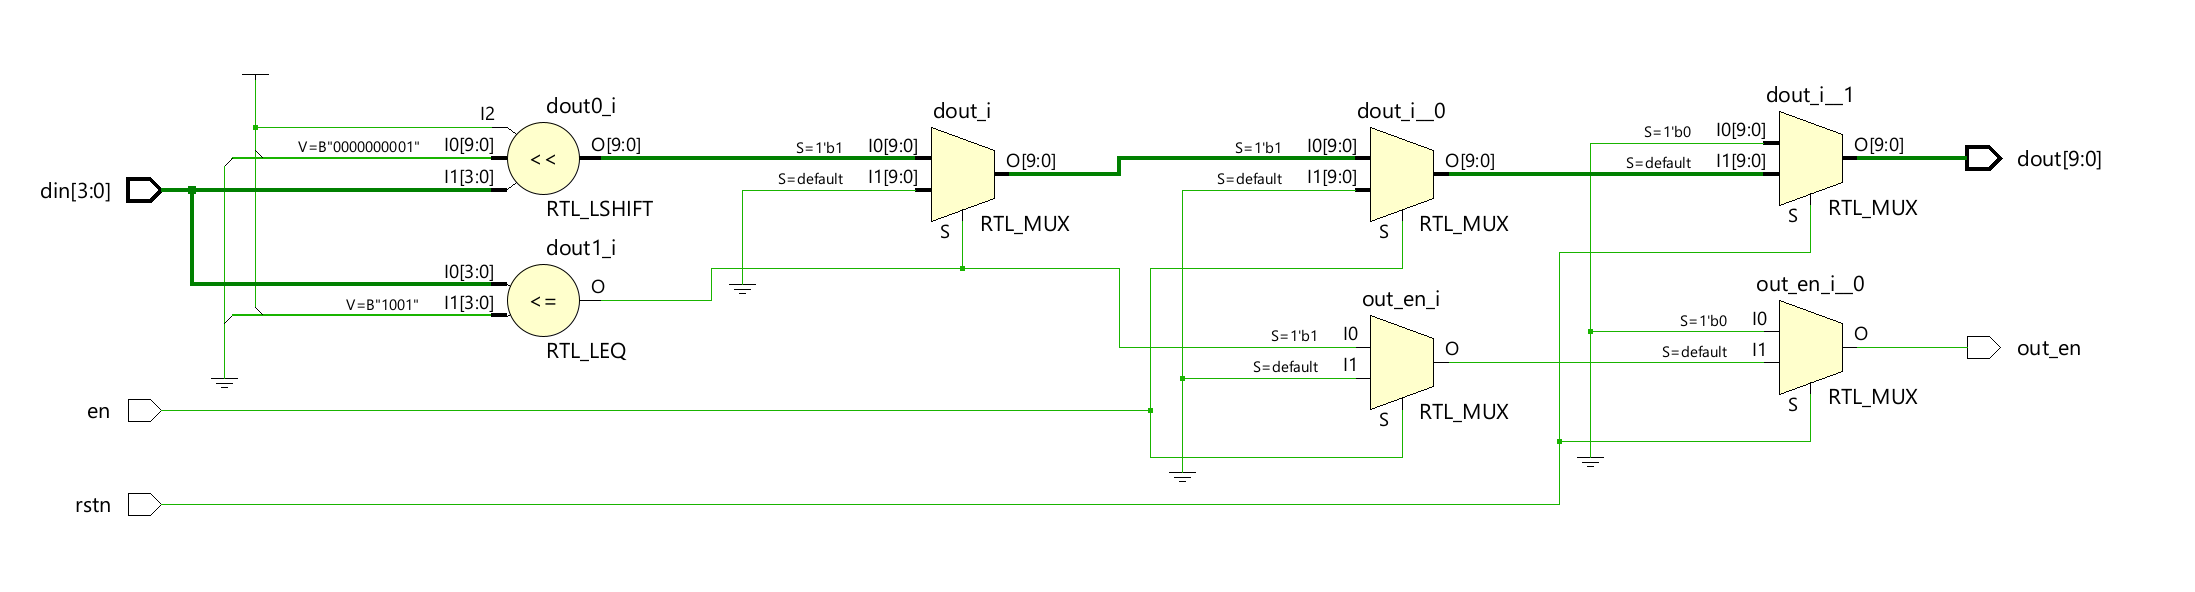 din[3:0]
en
rstn
dout0_i
I2
V=B"0000000001" I0[9:0]
I1[3:0]
<<
O[9:0]
RTL_LSHIFT
dout1_i
I0[3:0]
V=B"1001" I1[3:0]
<=
O
RTL_LEQ
dout_i
S=1'b1 I0[9:0]
S=default I1[9:0]
O[9:0]
S
RTL_MUX
dout_i__0
S=1'b1 I0[9:0]
S=default I1[9:0]
O[9:0]
S
RTL_MUX
out_en_i
S=1'b1 I0
S=default I1
O
S
RTL_MUX
dout_i__1
S=1'b0 I0[9:0]
S=default I1[9:0]
O[9:0]
S
RTL_MUX
out_en_i__0
S=1'b0 I0
S=default I1
O
S
RTL_MUX
dout[9:0]
out_en